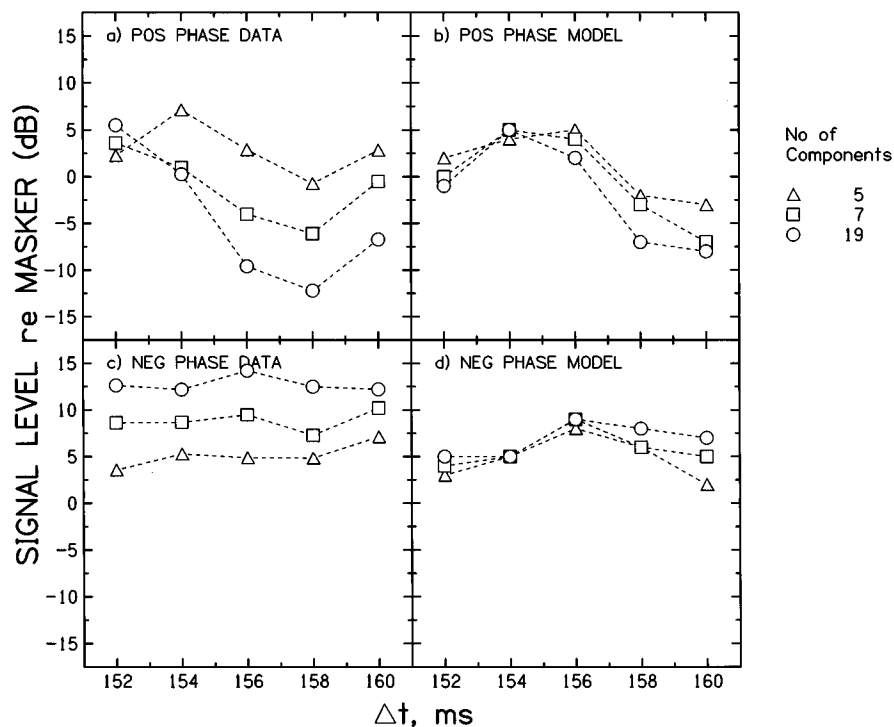 a) POS PHASE DATA
b) POS PHASE MODEL
15
10
5
0
-5
-10
-15
No of
Components
5
7
19
SIGNAL LEVEL re MASKER (dB)
c) NEG PHASE DATA
d) NEG PHASE MODEL
15
10
5
0
-5
-10
-15
152 154 156 158 160
152 154 156 158 160
Δt, ms